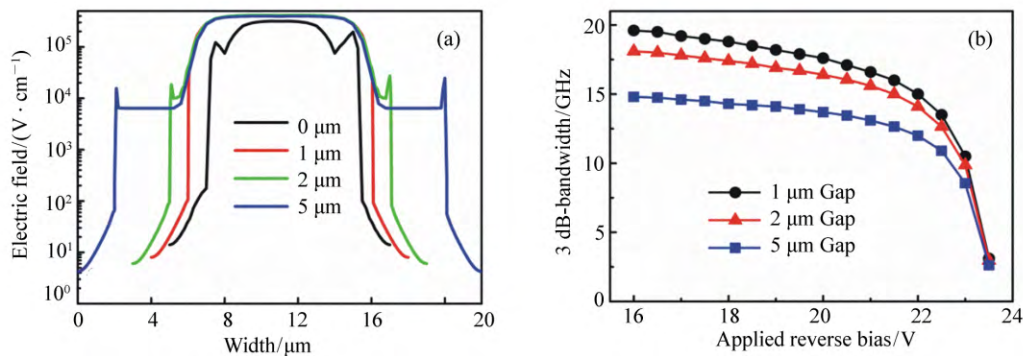 (a)
Electric field/(V · cm⁻¹)
10⁵
10⁴
10³
10²
10¹
10⁰
0 μm
1 μm
2 μm
5 μm
0 4 8 12 16 20
Width/μm
(b)
3 dB-bandwidth/GHz
20
15
10
5
0
1 μm Gap
2 μm Gap
5 μm Gap
16 18 20 22 24
Applied reverse bias/V